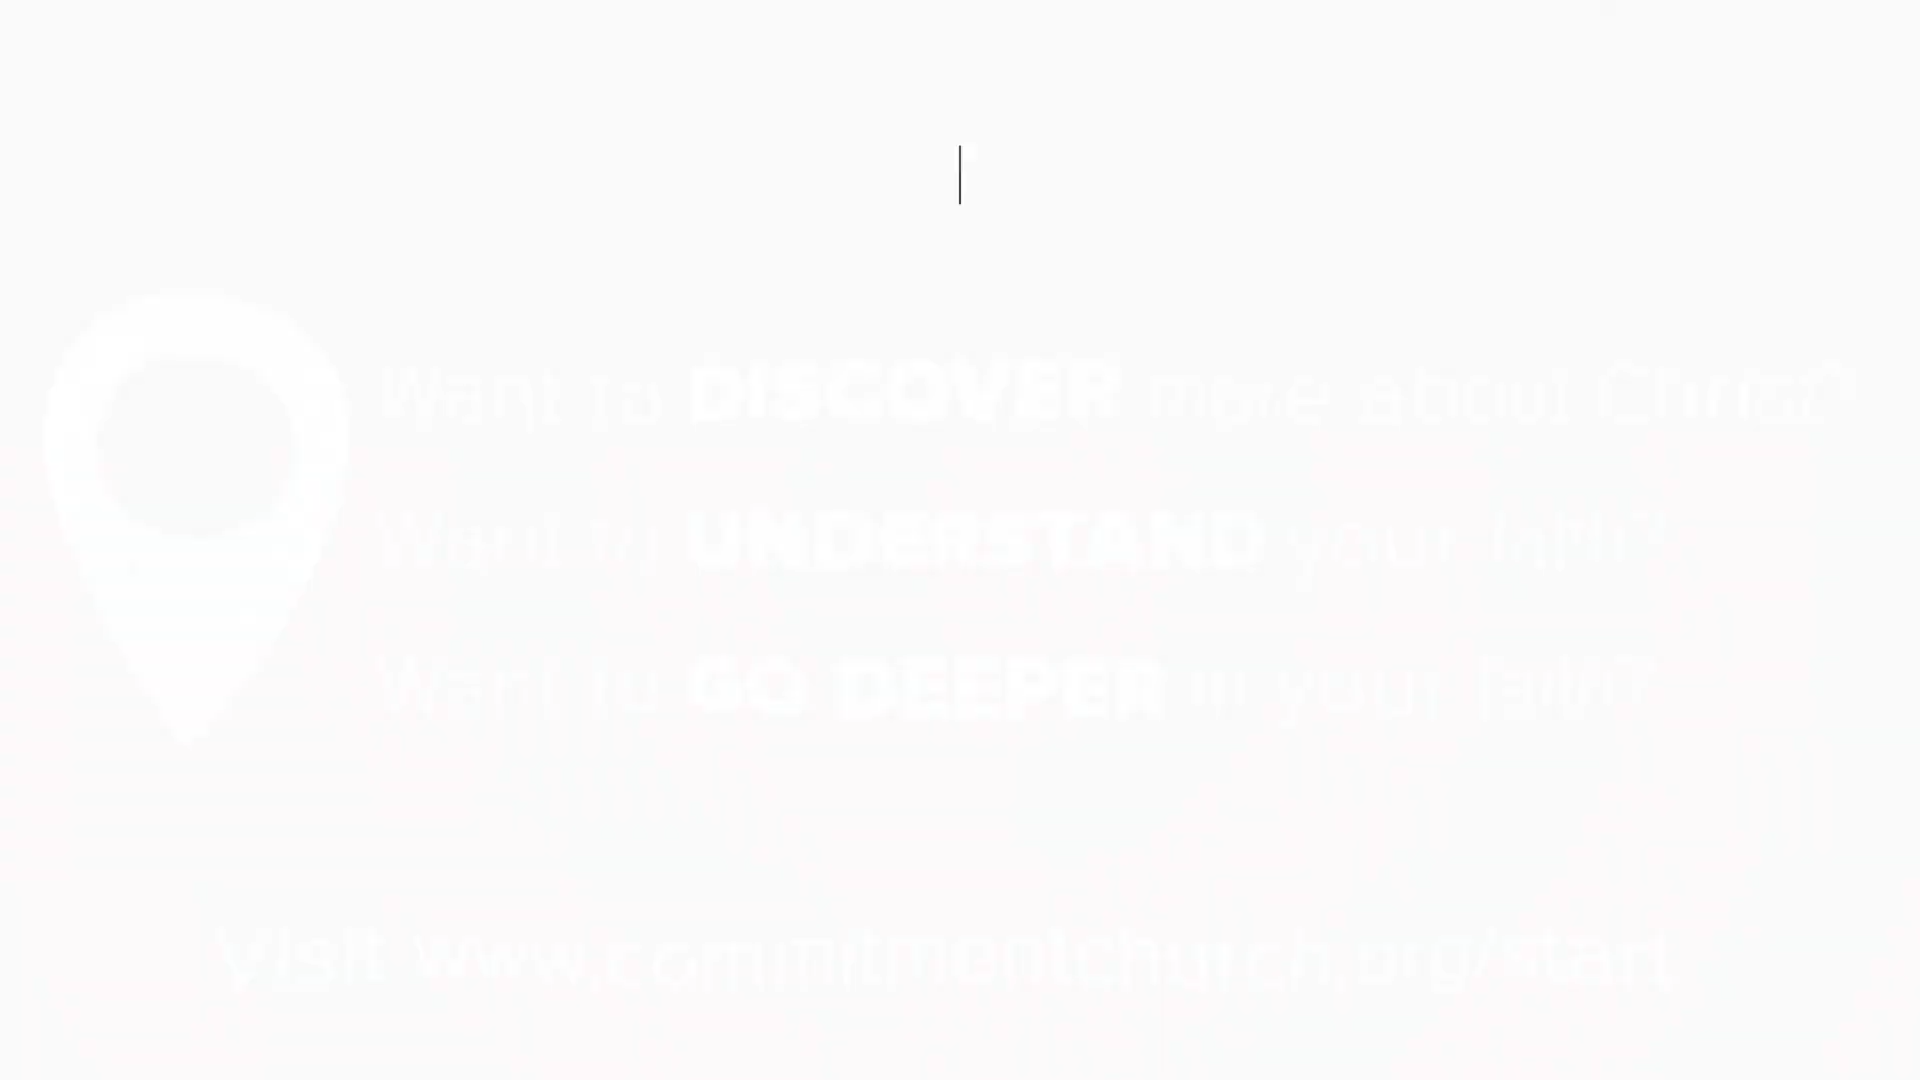 Want to DISCOVER more about Christ?
Want to UNDERSTAND your faith?
Want to GO DEEPER in your faith?
Visit www.commitmentchurch.org/start